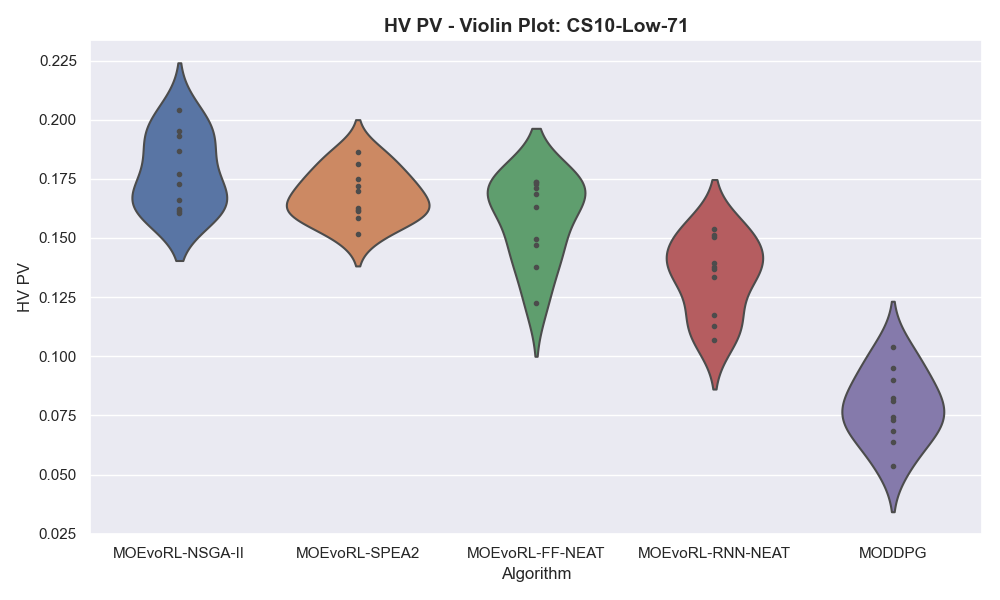 HV PV - Violin Plot: CS10-Low-71
HV PV
0.225
0.200
0.175
0.150
0.125
0.100
0.075
0.050
0.025
MOEvoRL-NSGA-II
MOEvoRL-SPEA2
MOEvoRL-FF-NEAT
MOEvoRL-RNN-NEAT
MODDPG
Algorithm